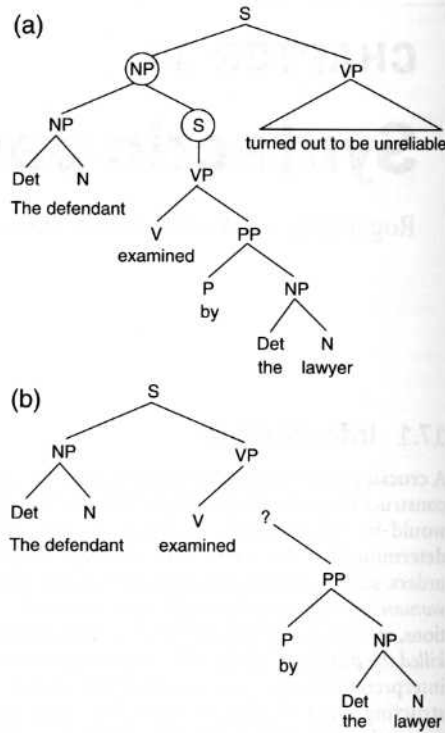 (a)
S
NP
VP
NP
S
turned out to be unreliable
Det N
VP
The defendant
V
PP
examined
P
NP
by
Det N
the lawyer
(b)
S
NP
VP
Det N
V
?
The defendant
examined
PP
P
NP
by
Det N
the lawyer